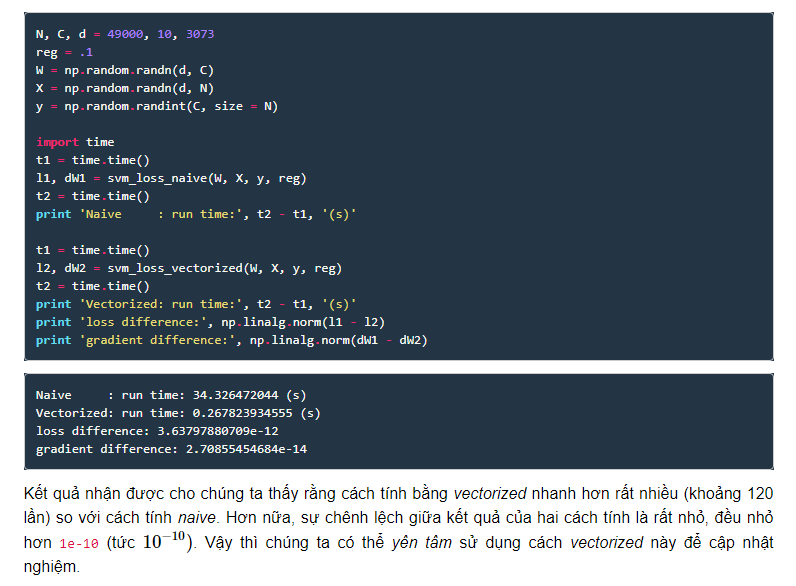 N, C, d = 49000, 10, 3073
reg = .1
W = np.random.randn(d, C)
X = np.random.randn(d, N)
y = np.random.randint(C, size = N)
import time
t1 = time.time()
l1, dW1 = svm_loss_naive(W, X, y, reg)
t2 = time.time()
print 'Naive     : run time:', t2 - t1, '(s)'
t1 = time.time()
l2, dW2 = svm_loss_vectorized(W, X, y, reg)
t2 = time.time()
print 'Vectorized: run time:', t2 - t1, '(s)'
print 'loss difference:', np.linalg.norm(l1 - l2)
print 'gradient difference:', np.linalg.norm(dW1 - dW2)
Naive     : run time: 34.326472044 (s)
Vectorized: run time: 0.267823934555 (s)
loss difference: 3.63797880709e-12
gradient difference: 2.70855454684e-14
Kết quả nhận được cho chúng ta thấy rằng cách tính bằng vectorized nhanh hơn rất nhiều (khoảng 120
lần) so với cách tính naive. Hơn nữa, sự chênh lệch giữa kết quả của hai cách tính là rất nhỏ, đều nhỏ
hơn 1e-10 (tức 10⁻¹⁰). Vậy thì chúng ta có thể yên tâm sử dụng cách vectorized này để cập nhật
nghiệm.